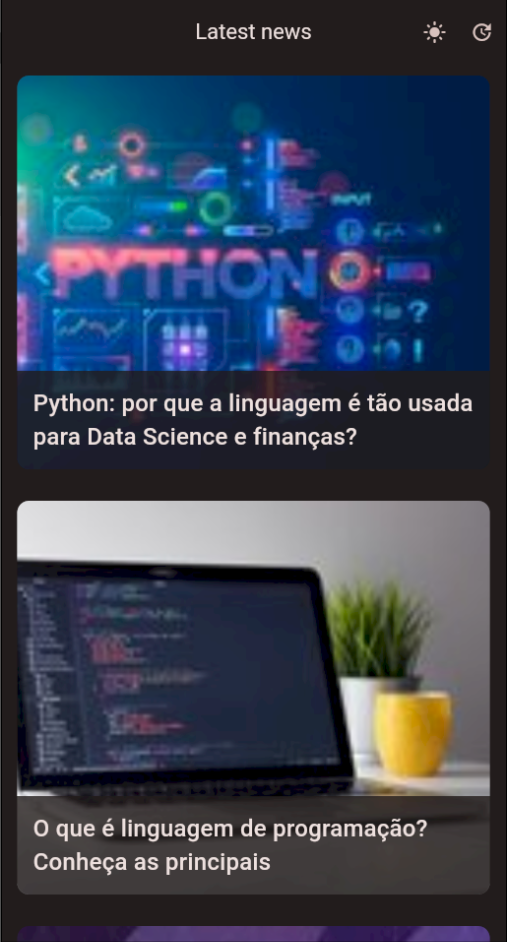 Latest news
INPUT
PYTHON
Python: por que a linguagem é tão usada
para Data Science e finanças?
O que é linguagem de programação?
Conheça as principais